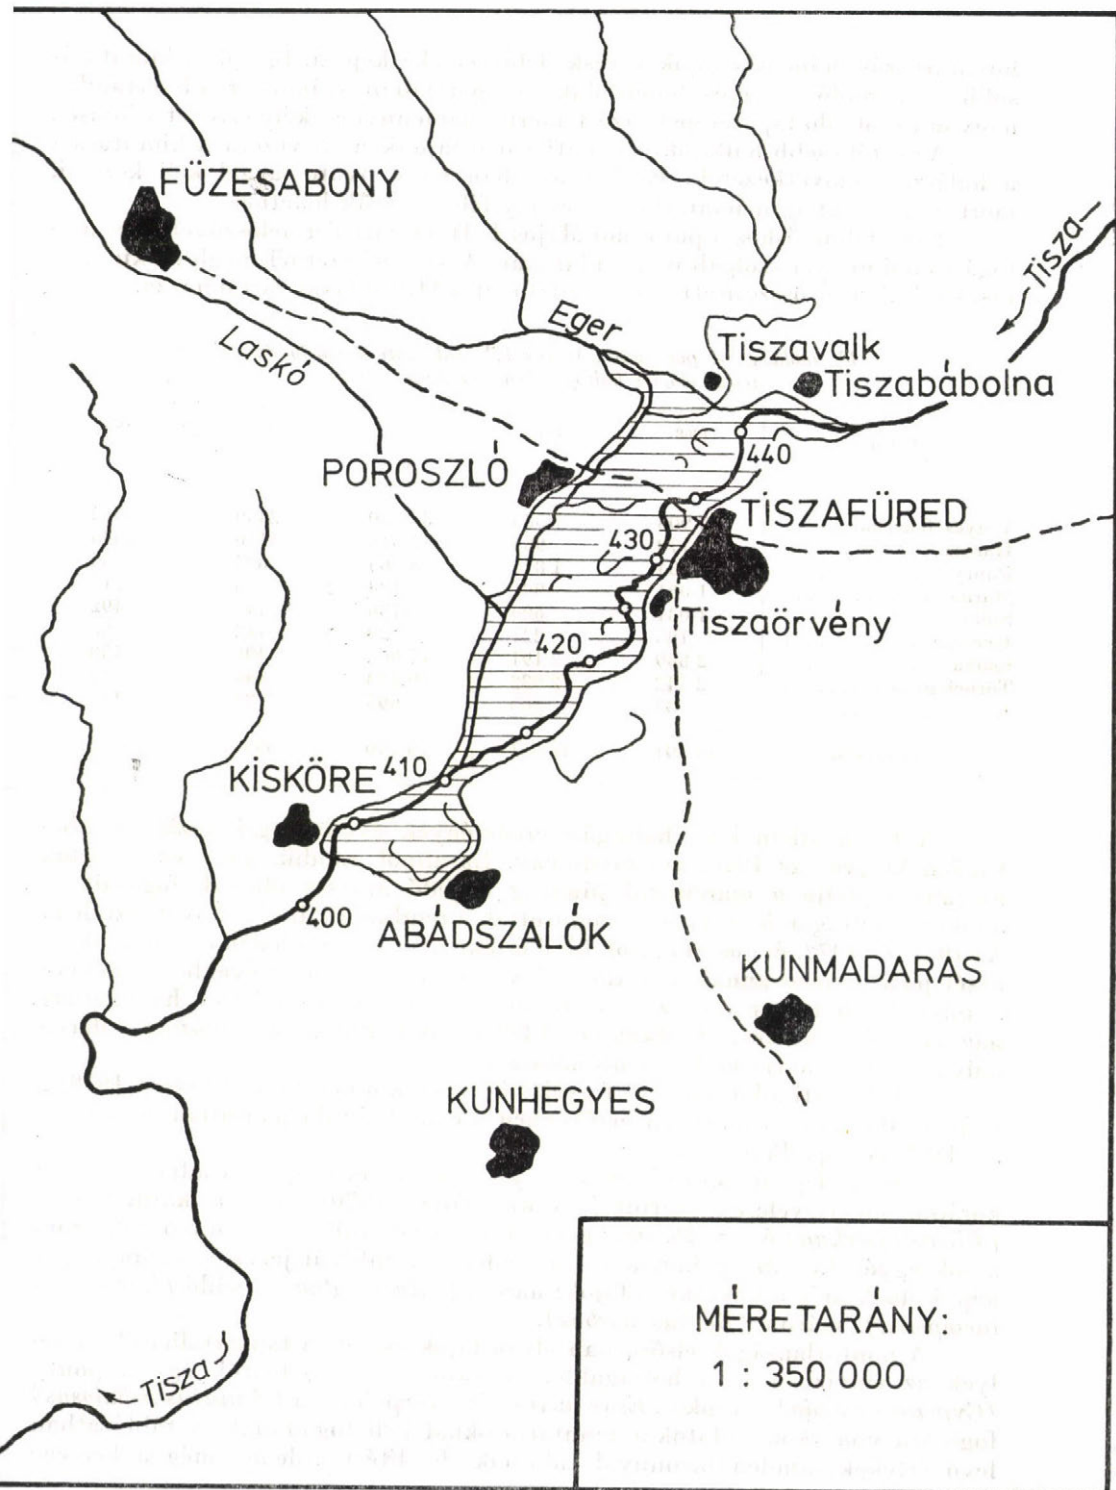 FÜZESABONY
Tisza
Eger
Laskó
Tiszavalk
Tiszabábolna
440
POROSZLÓ
TISZAFÜRED
430
Tiszaörvény
420
410
KISKÖRE
400
ABÁDSZALÓK
KUNMADARAS
KUNHEGYES
MÉRETARÁNY:
1 : 350 000
Tisza